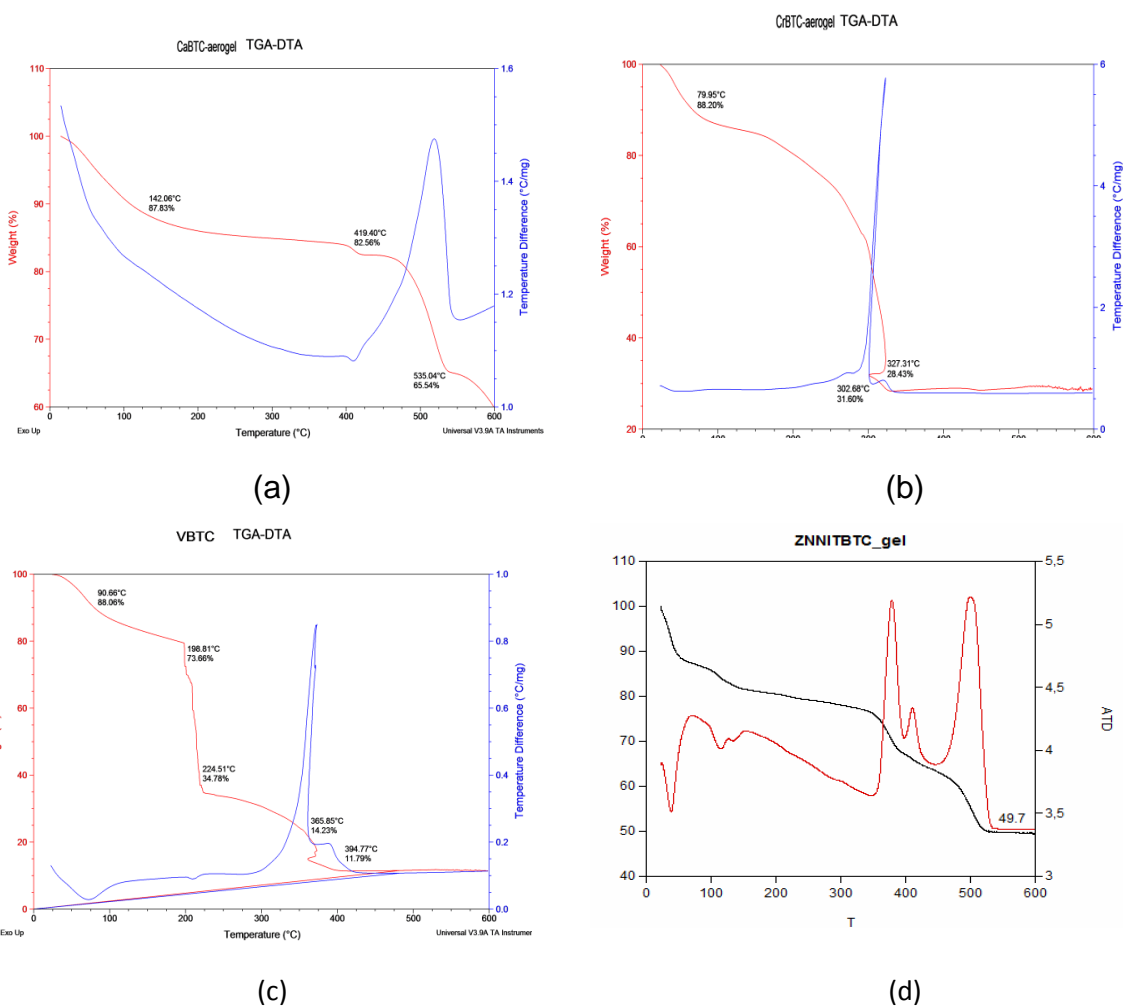 CaBTC-aerogel TGA-DTA
110
100
90
80
70
60
Weight (%)
142.06°C
87.83%
419.40°C
82.56%
535.04°C
65.54%
1.6
1.4
1.2
1.0
Temperature Difference (°C/mg)
0 100 200 300 400 500 600
Exo Up
Temperature (°C)
Universal V3.9A TA Instruments
(a)
CrBTC-aerogel TGA-DTA
100
80
60
40
20
Weight (%)
79.95°C
88.20%
327.31°C
28.43%
302.68°C
31.60%
6
4
2
0
Temperature Difference (°C/mg)
0 100 200 300 400 500 600
(b)
VBTC TGA-DTA
100
80
60
40
20
0
90.66°C
88.06%
198.81°C
73.66%
224.51°C
34.78%
365.85°C
14.23%
394.77°C
11.79%
1.0
0.8
0.6
0.4
0.2
0.0
Temperature Difference (°C/mg)
0 100 200 300 400 500 600
Exo Up
Temperature (°C)
Universal V3.9A TA Instrumer
(c)
ZNNITBTC_gel
110
100
90
80
70
60
50
40
5,5
5
4,5
4
3,5
3
ATD
49.7
0 100 200 300 400 500 600
T
(d)